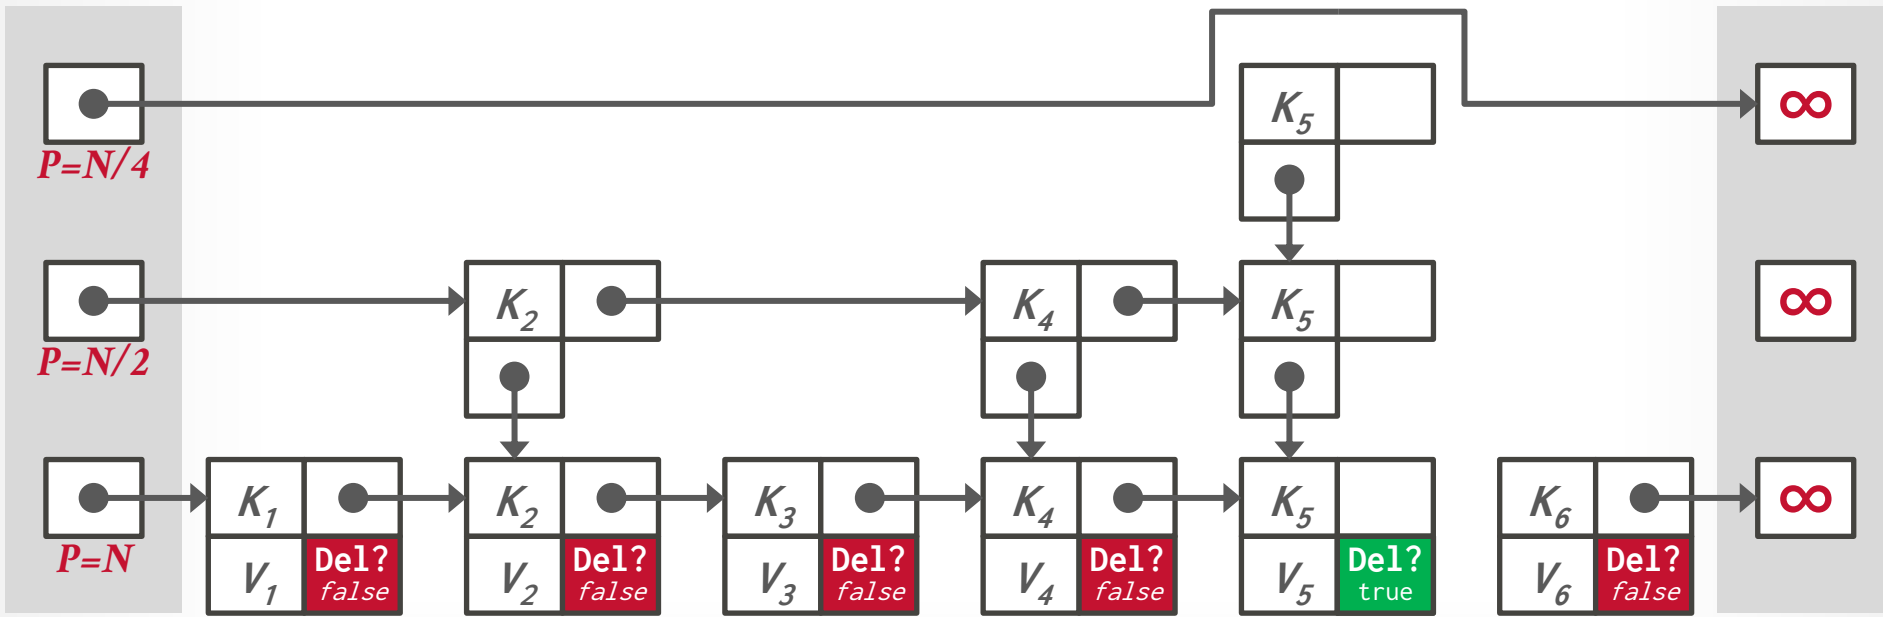 K5 ∞
P=N/4
K2 K4 K5 ∞
P=N/2
K1 K2 K3 K4 K5 K6 ∞
P=N
V1 Del? V2 Del? V3 Del? V4 Del? V5 Del? V6 Del?
false false false false true false